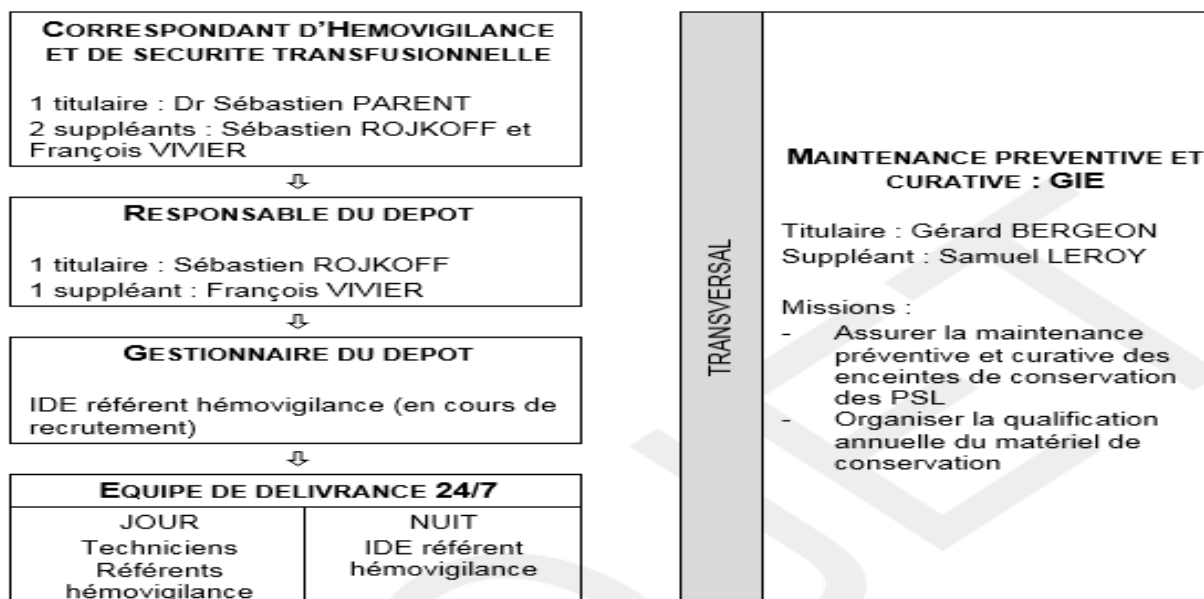 CORRESPONDANT D'HEMOVIGILANCE
ET DE SECURITE TRANSFUSIONNELLE
1 titulaire : Dr Sébastien PARENT
2 suppléants : Sébastien ROJKOFF et
François VIVIER
⇩
RESPONSABLE DU DEPOT
1 titulaire : Sébastien ROJKOFF
1 suppléant : François VIVIER
⇩
GESTIONNAIRE DU DEPOT
IDE référent hémovigilance (en cours de
recrutement)
⇩
EQUIPE DE DELIVRANCE 24/7
JOUR
Techniciens
Référents
hémovigilance
NUIT
IDE référent
hémovigilance
TRANSVERSAL
MAINTENANCE PREVENTIVE ET
CURATIVE : GIE
Titulaire : Gérard BERGEON
Suppléant : Samuel LEROY
Missions :
- Assurer la maintenance
préventive et curative des
enceintes de conservation
des PSL
- Organiser la qualification
annuelle du matériel de
conservation